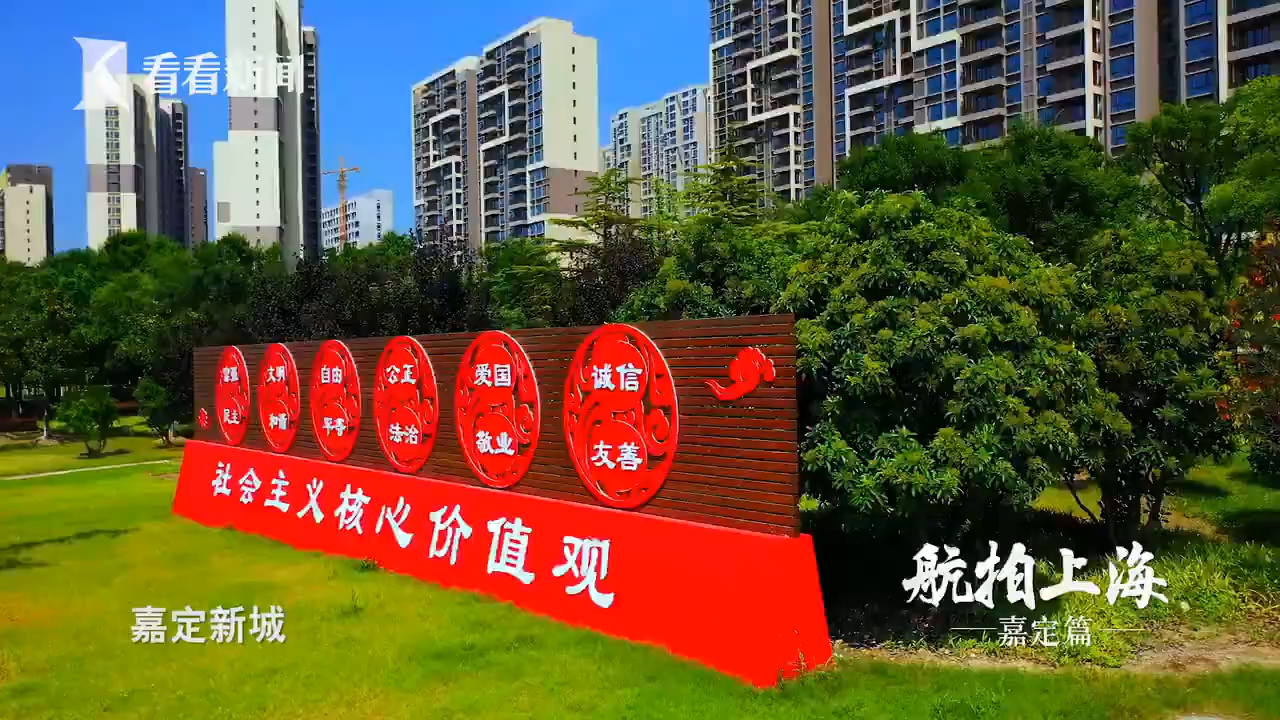 看看新闻
富强
民主
文明
和谐
自由
平等
公正
法治
爱国
敬业
诚信
友善
社会主义核心价值观
嘉定新城
航拍上海
嘉定篇